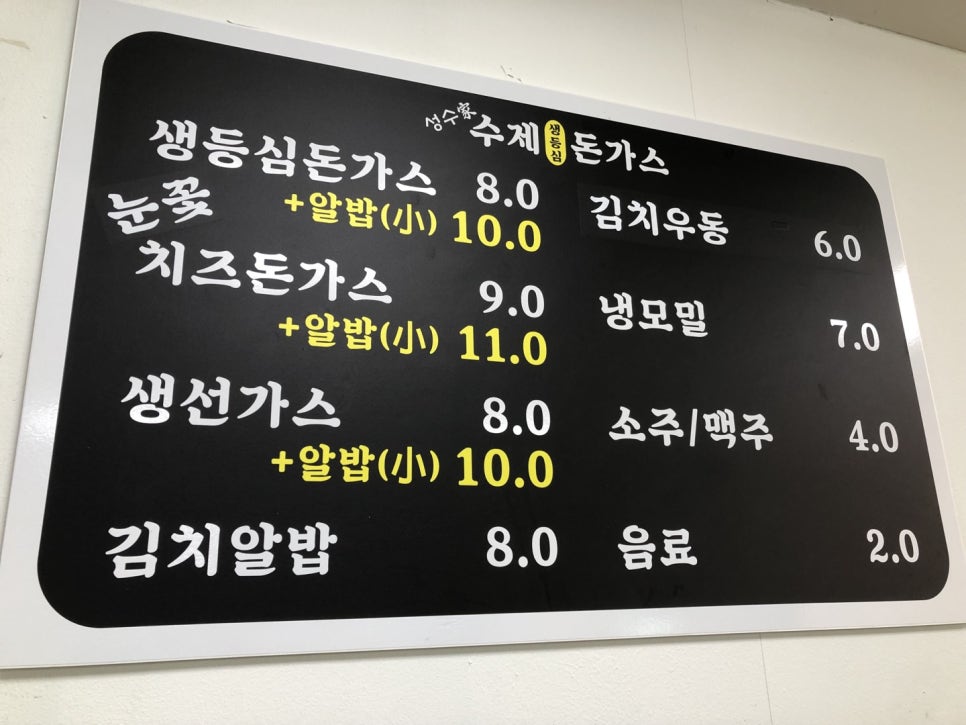 성수家 수제 생등심 돈가스
생등심돈가스 8.0
+알밥(小) 10.0
눈꽃
치즈돈가스 9.0
+알밥(小) 11.0
생선가스 8.0
+알밥(小) 10.0
김치알밥 8.0
김치우동 6.0
냉모밀 7.0
소주/맥주 4.0
음료 2.0